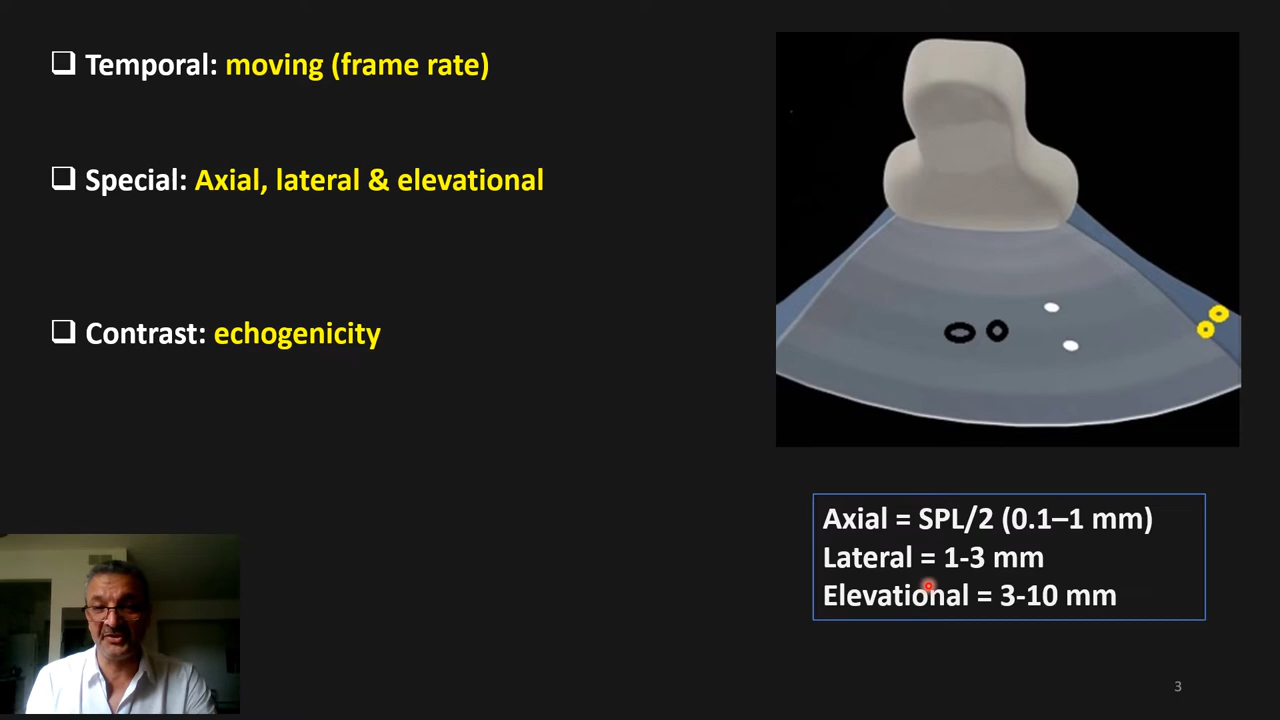 Temporal: moving (frame rate)
Special: Axial, lateral & elevational
Contrast: echogenicity
Axial = SPL/2 (0.1–1 mm)
Lateral = 1-3 mm
Elevational = 3-10 mm
3